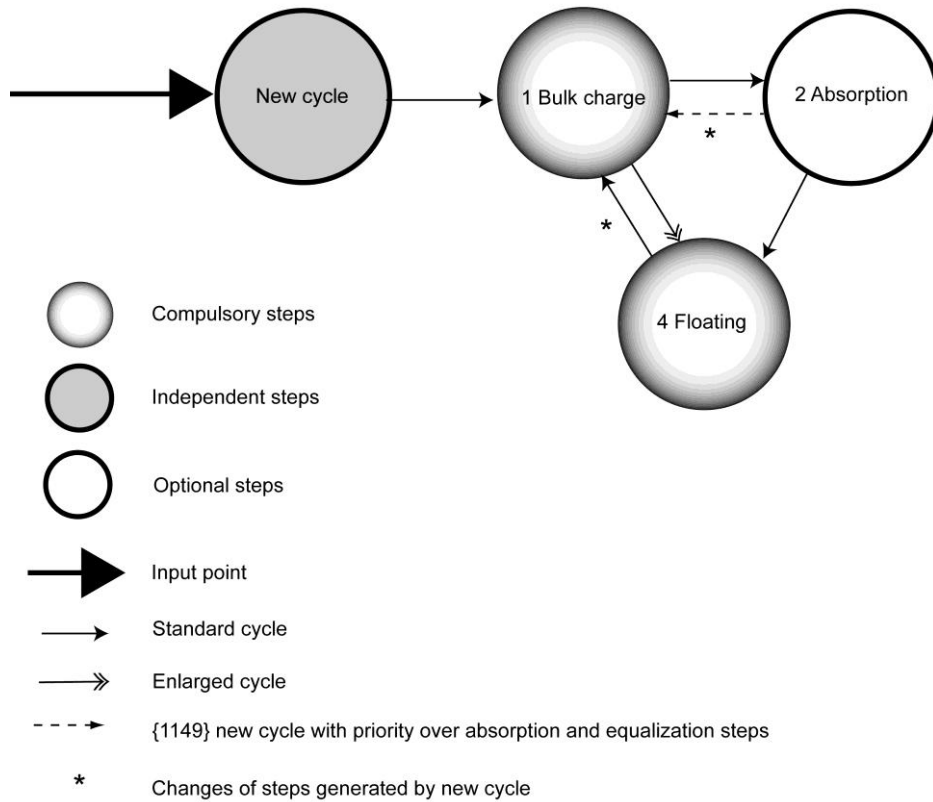 New cycle
1 Bulk charge
2 Absorption
*
*
4 Floating
Compulsory steps
Independent steps
Optional steps
Input point
Standard cycle
Enlarged cycle
{1149} new cycle with priority over absorption and equalization steps
* Changes of steps generated by new cycle